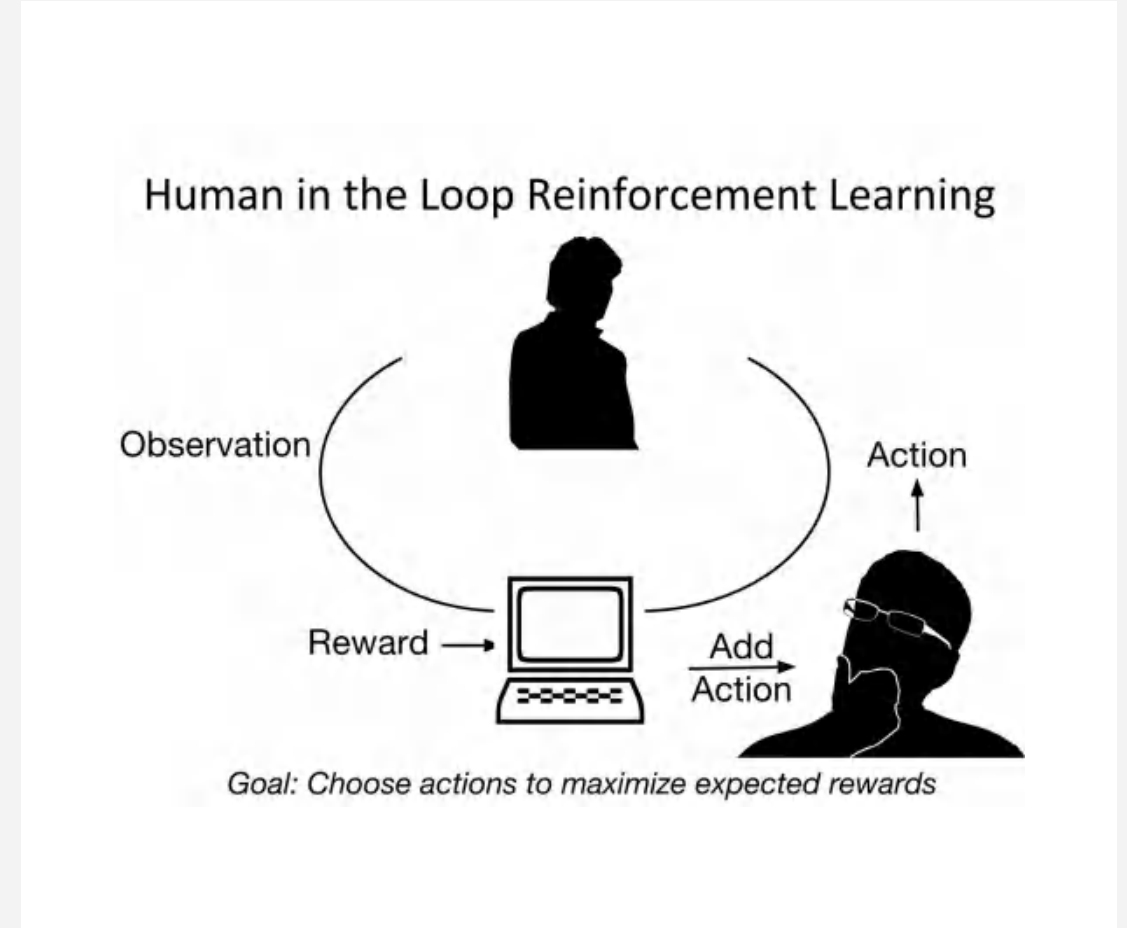 Human in the Loop Reinforcement Learning
Observation
Action
Reward
Add
Action
Goal: Choose actions to maximize expected rewards